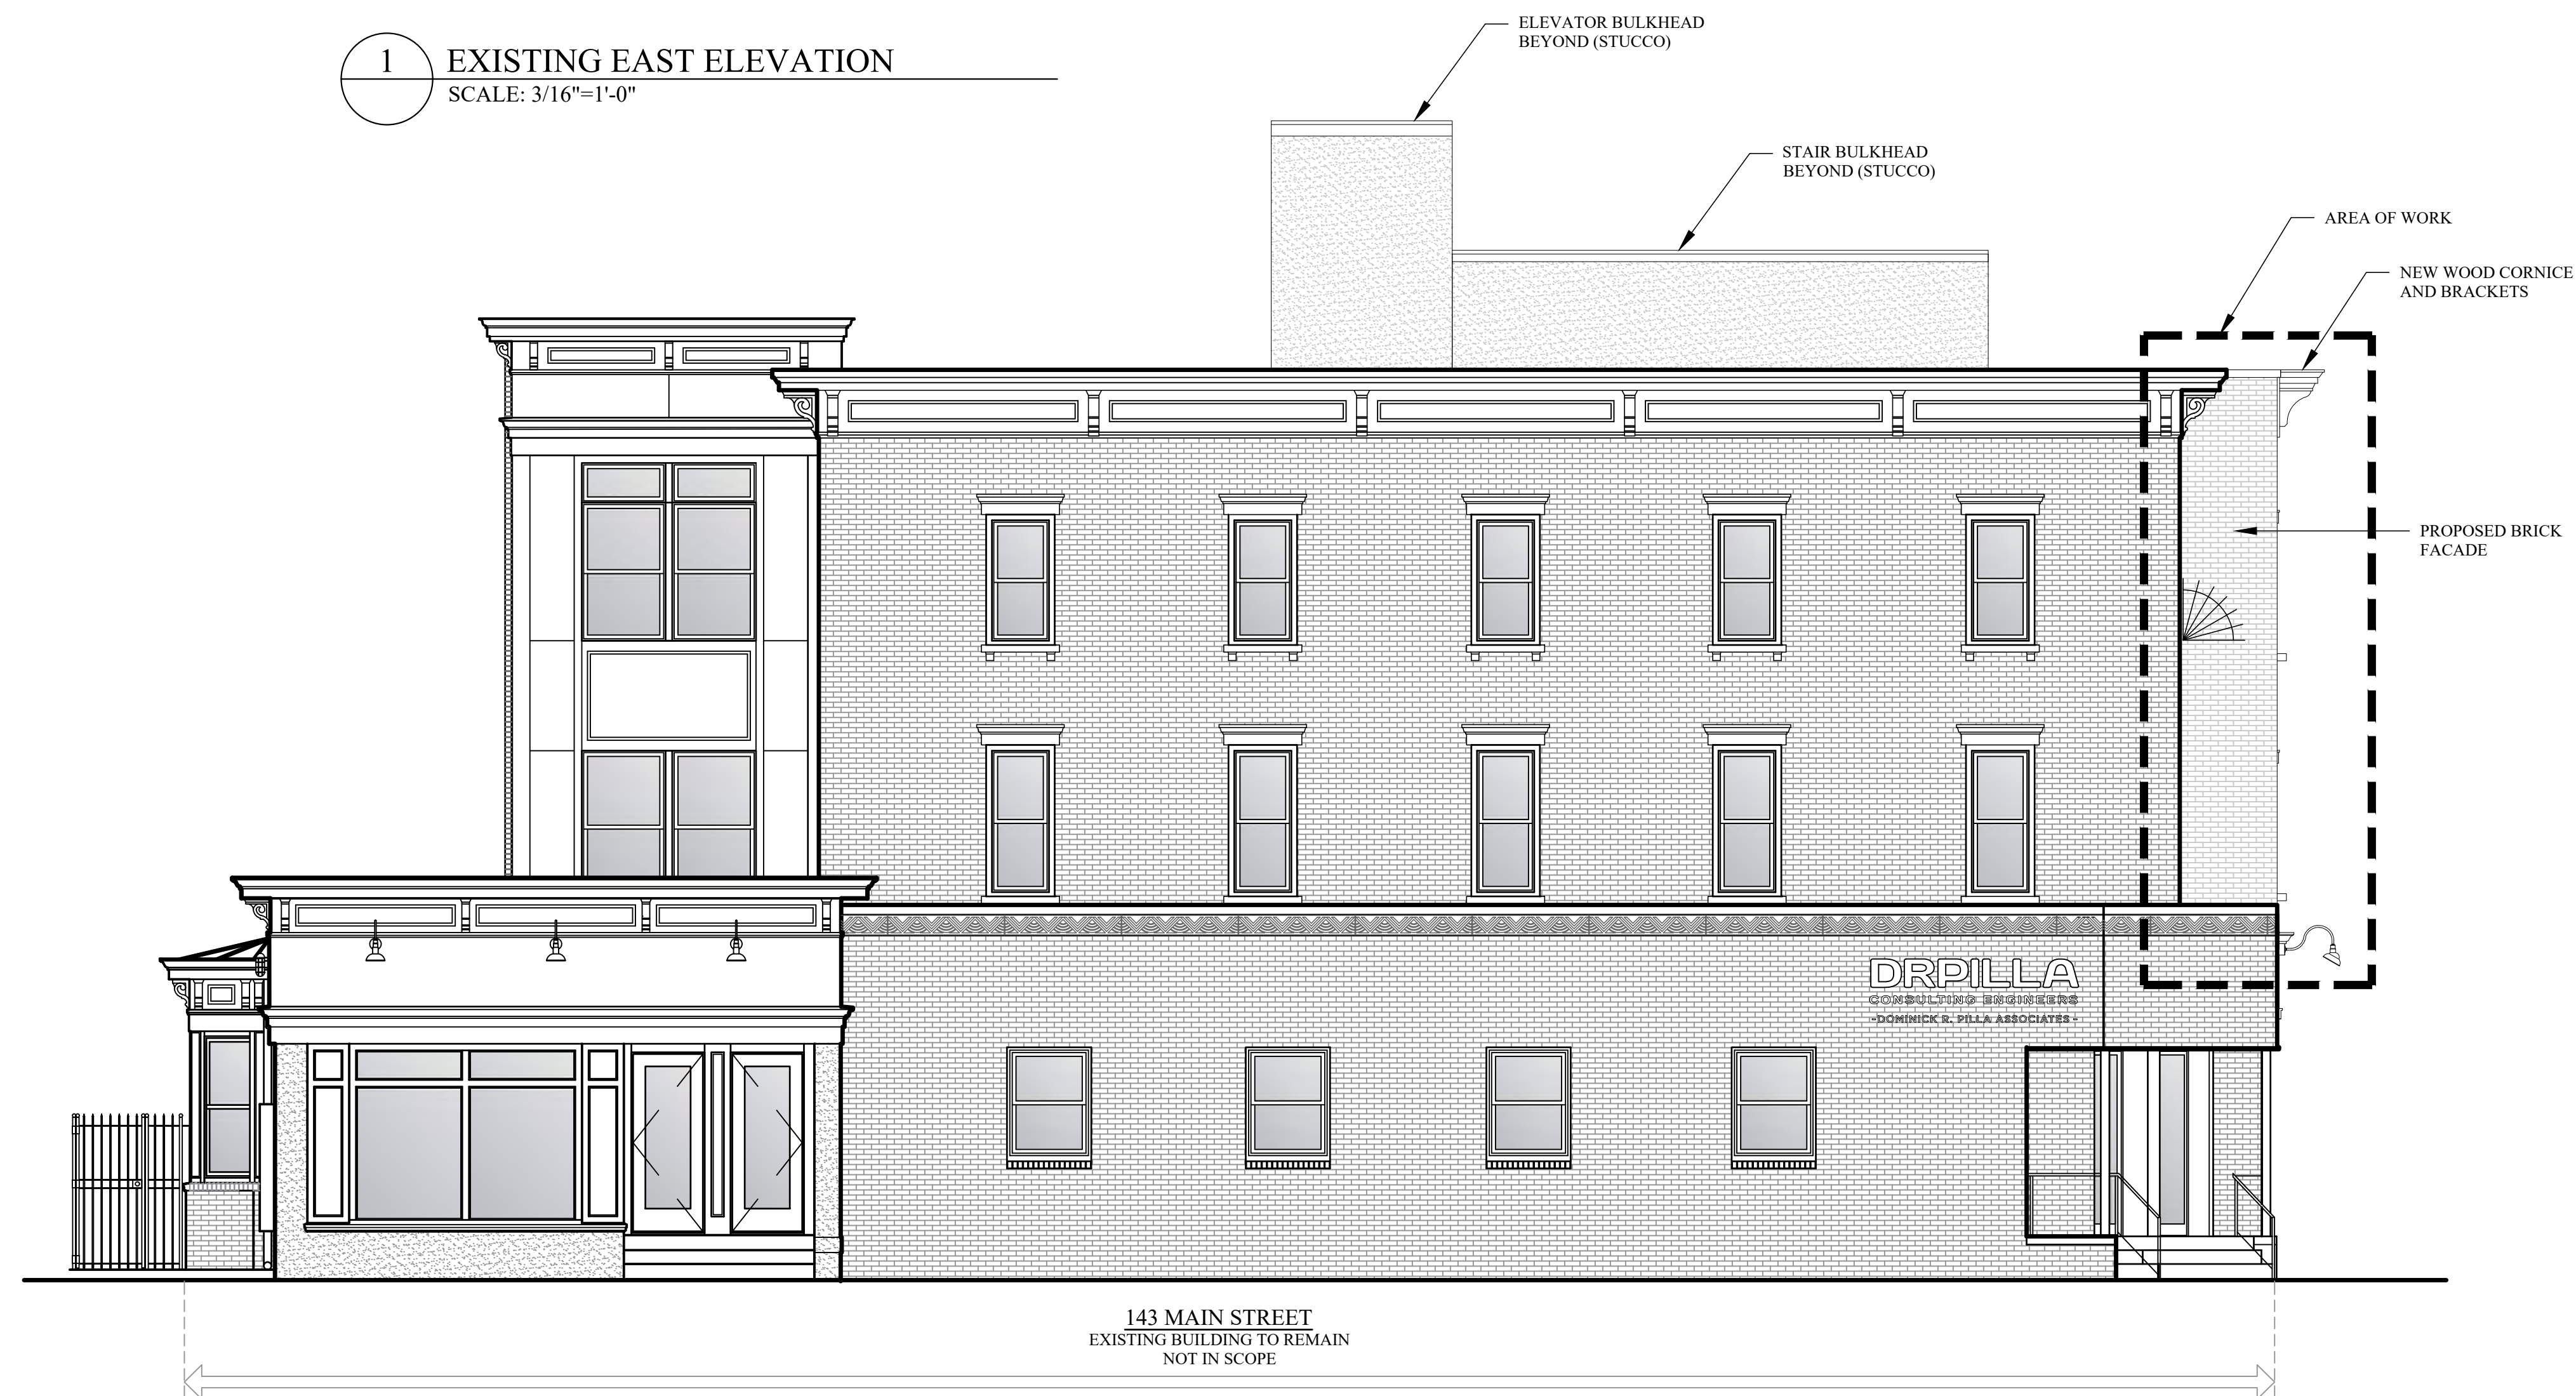 1
EXISTING EAST ELEVATION
SCALE: 3/16"=1'-0"
ELEVATOR BULKHEAD
BEYOND (STUCCO)
STAIR BULKHEAD
BEYOND (STUCCO)
AREA OF WORK
NEW WOOD CORNICE
AND BRACKETS
PROPOSED BRICK
FACADE
DRPILLA
CONSULTING ENGINEERS
-DOMINICK R. PILLA ASSOCIATES-
143 MAIN STREET
EXISTING BUILDING TO REMAIN
NOT IN SCOPE